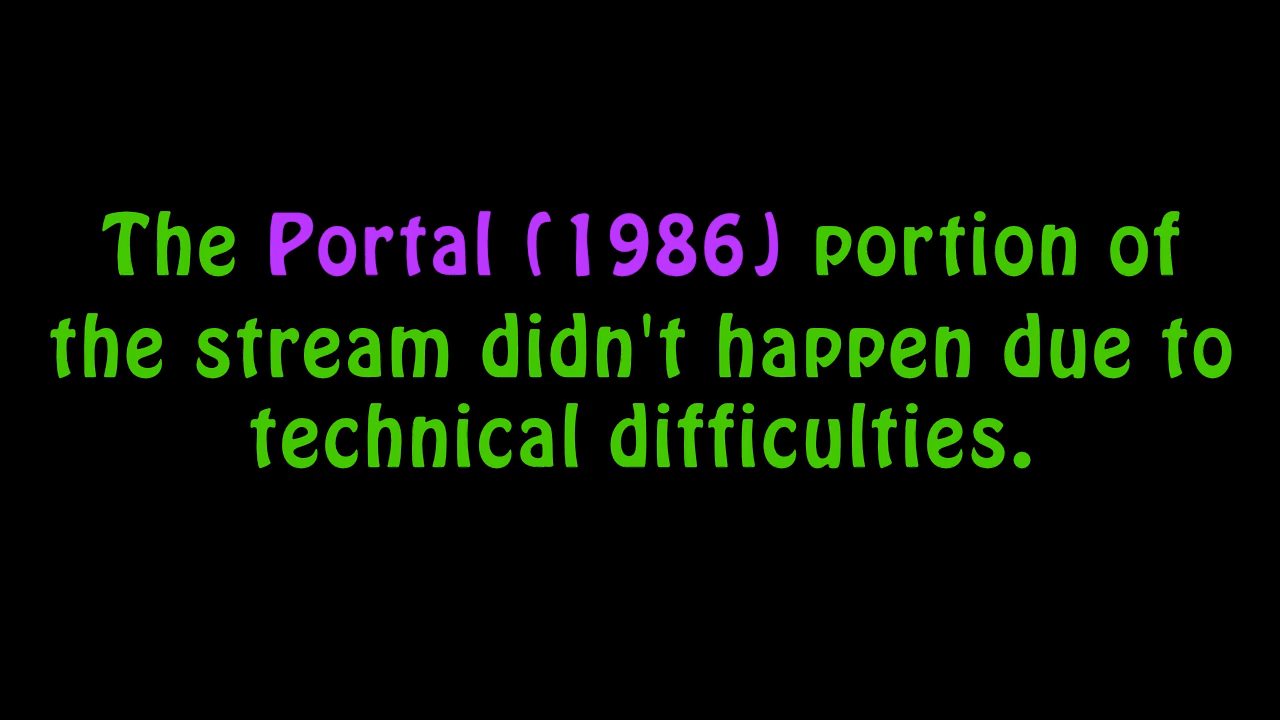 The Portal (1986) portion of
the stream didn't happen due to
technical difficulties.